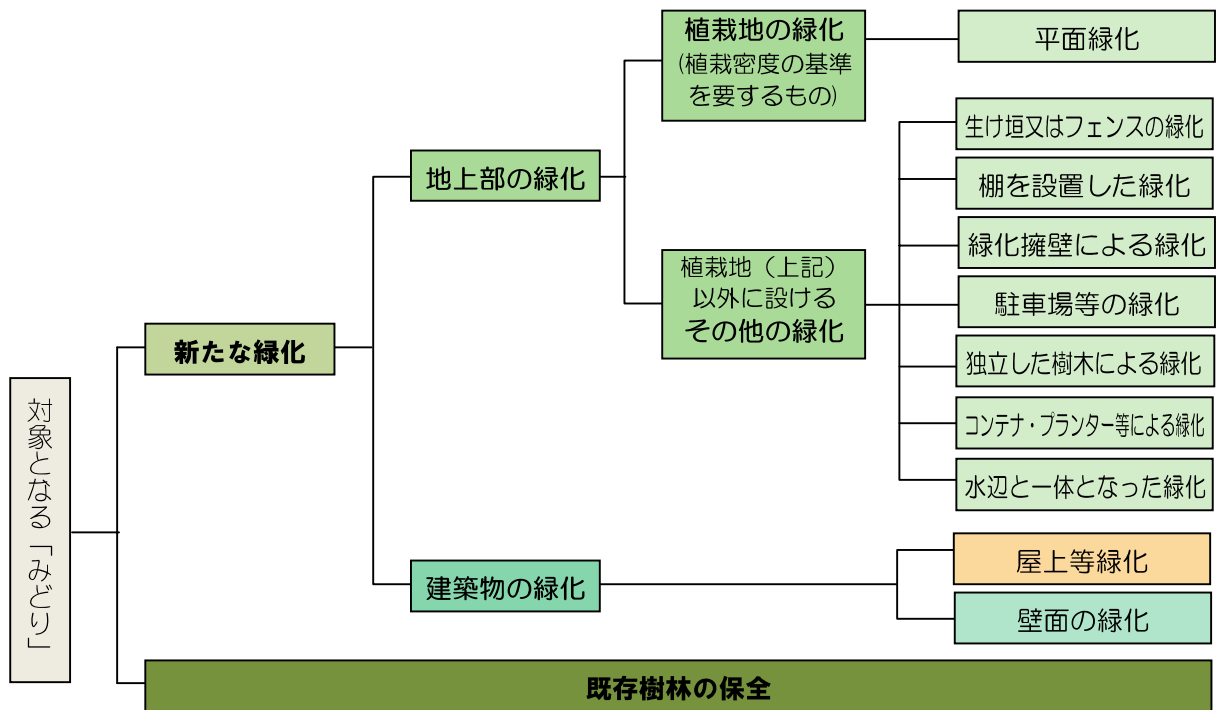 対象となる「みどり」
新たな緑化
地上部の緑化
植栽地の緑化
(植栽密度の基準
を要するもの)
平面緑化
植栽地（上記）
以外に設ける
その他の緑化
生け垣又はフェンスの緑化
棚を設置した緑化
緑化擁壁による緑化
駐車場等の緑化
独立した樹木による緑化
コンテナ・プランター等による緑化
水辺と一体となった緑化
建築物の緑化
屋上等緑化
壁面の緑化
既存樹林の保全